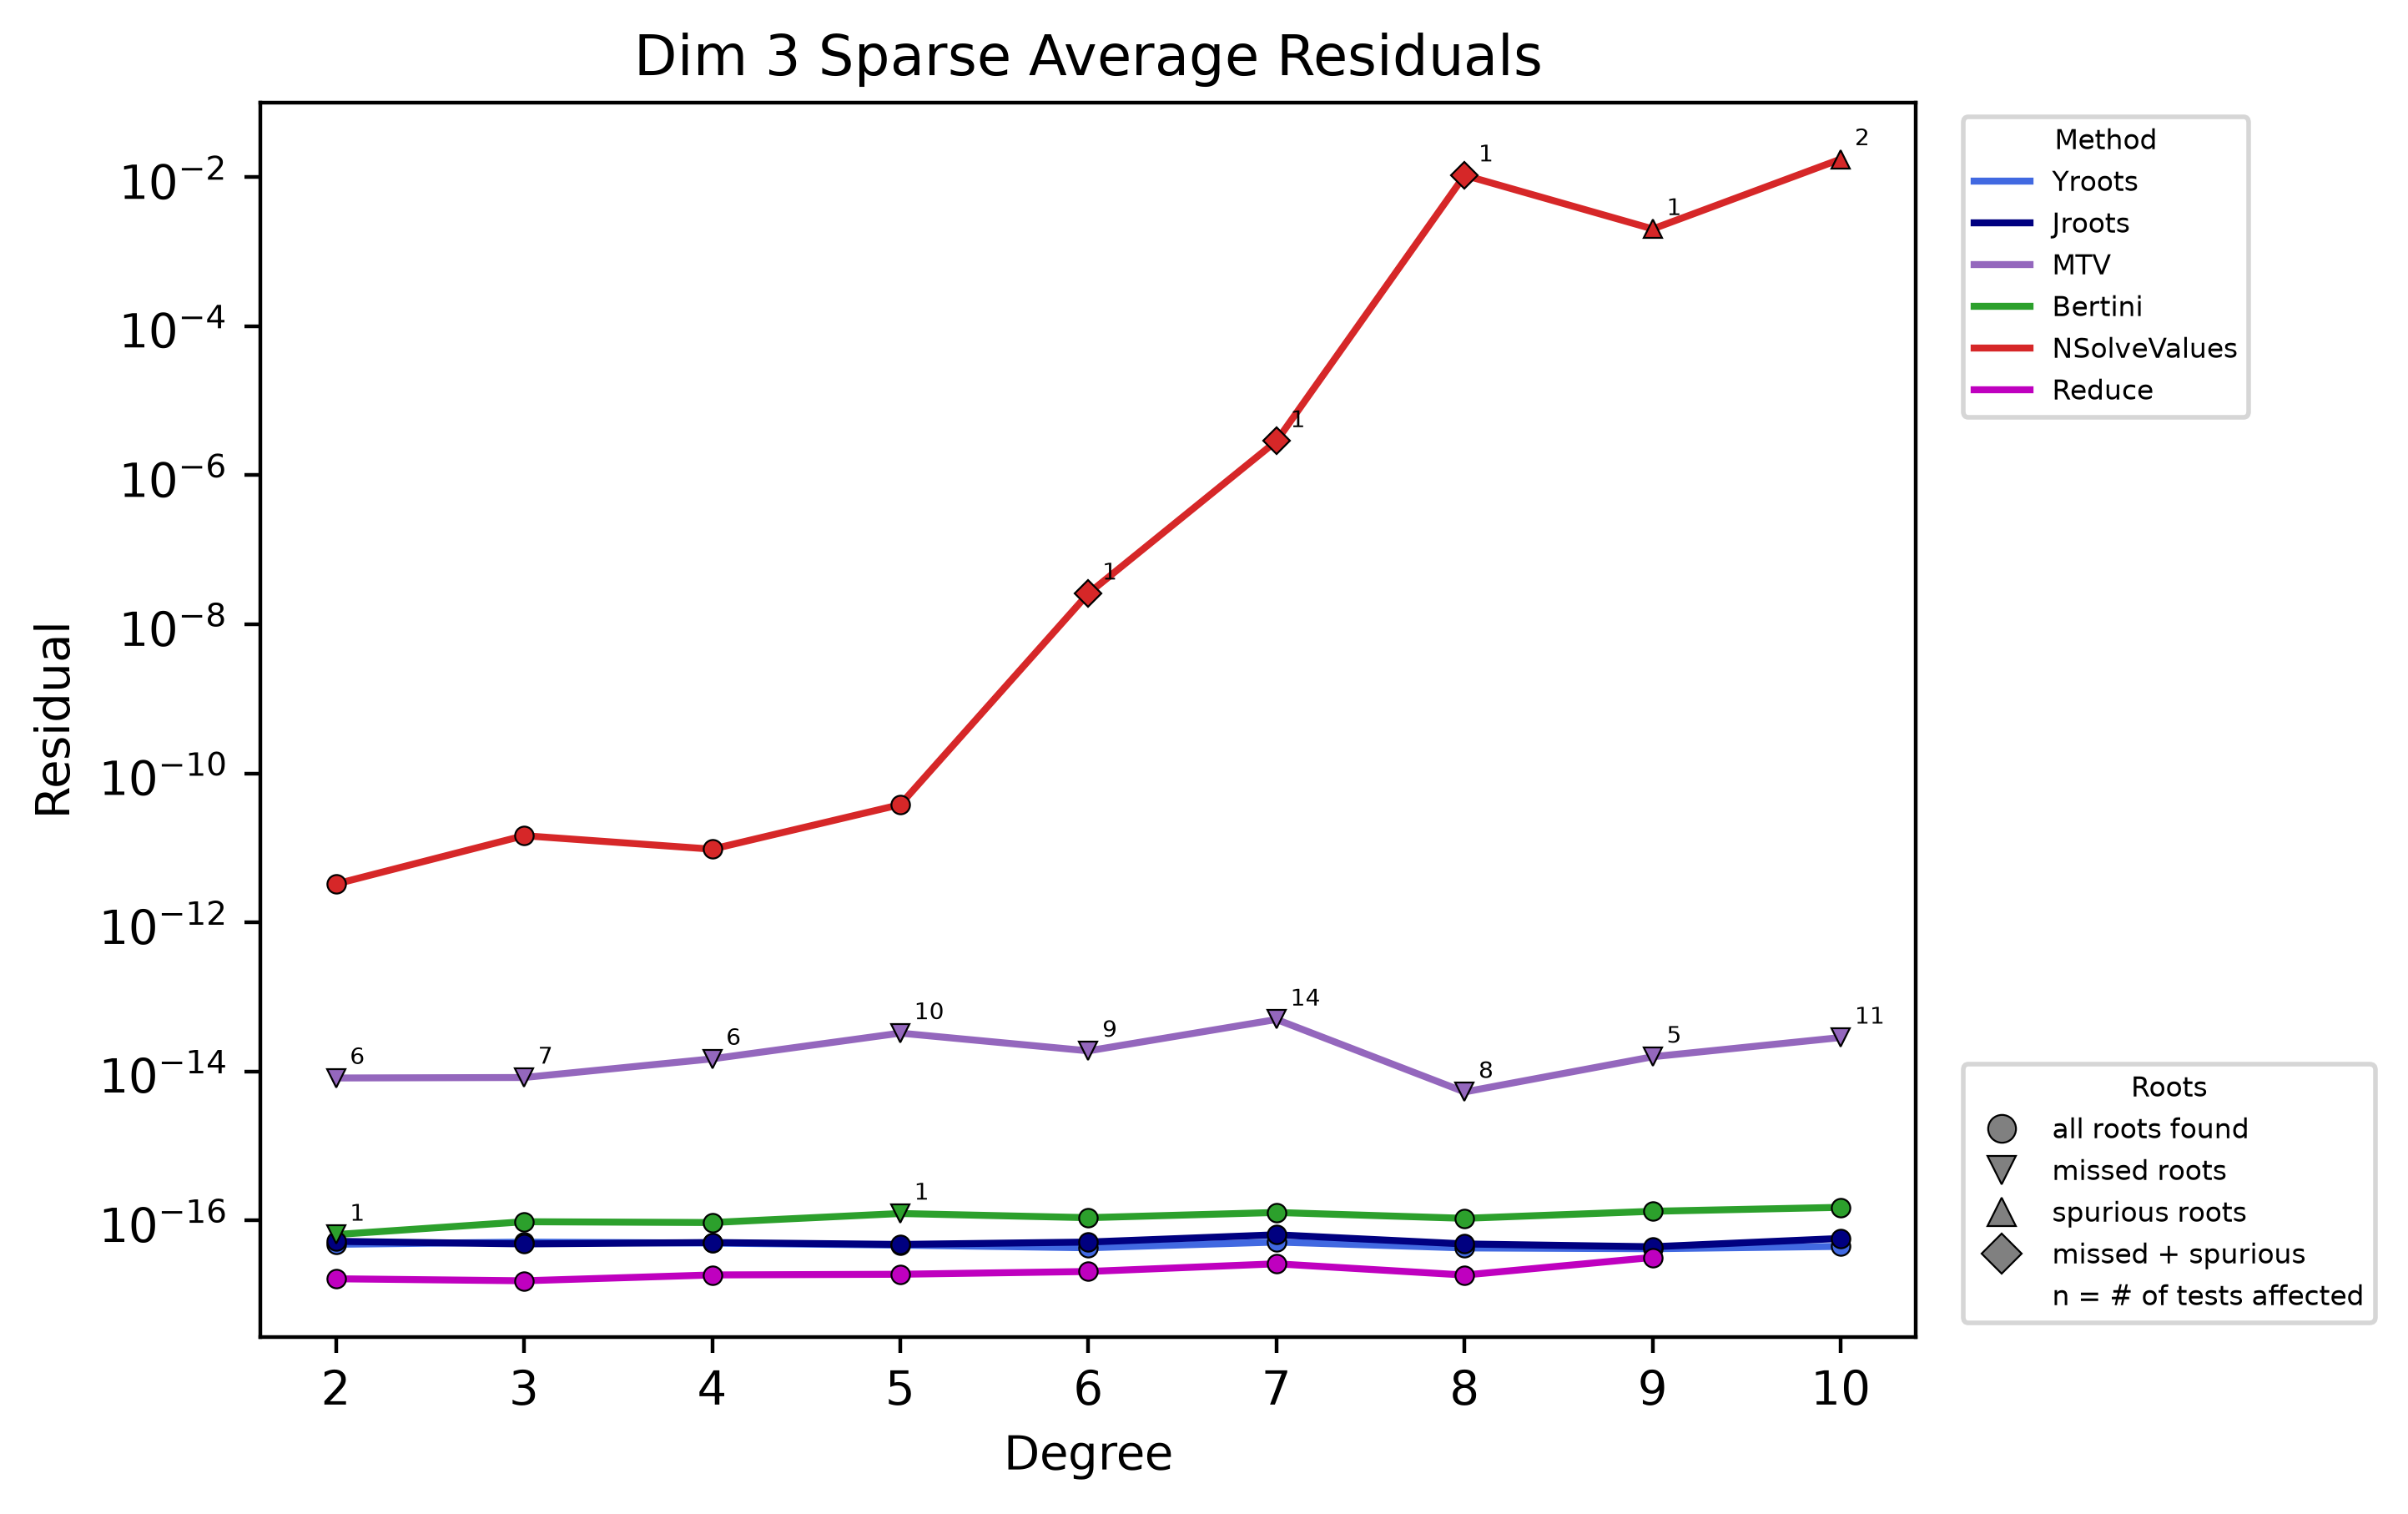 Dim 3 Sparse Average Residuals
Residual
10−2
10−4
10−6
10−8
10−10
10−12
10−14
10−16
1
1
2
1
1
6
7
6
10
9
14
8
5
11
1
1
2 3 4 5 6 7 8 9 10
Degree
Method
Yroots
Jroots
MTV
Bertini
NSolveValues
Reduce
Roots
all roots found
missed roots
spurious roots
missed + spurious
n = # of tests affected